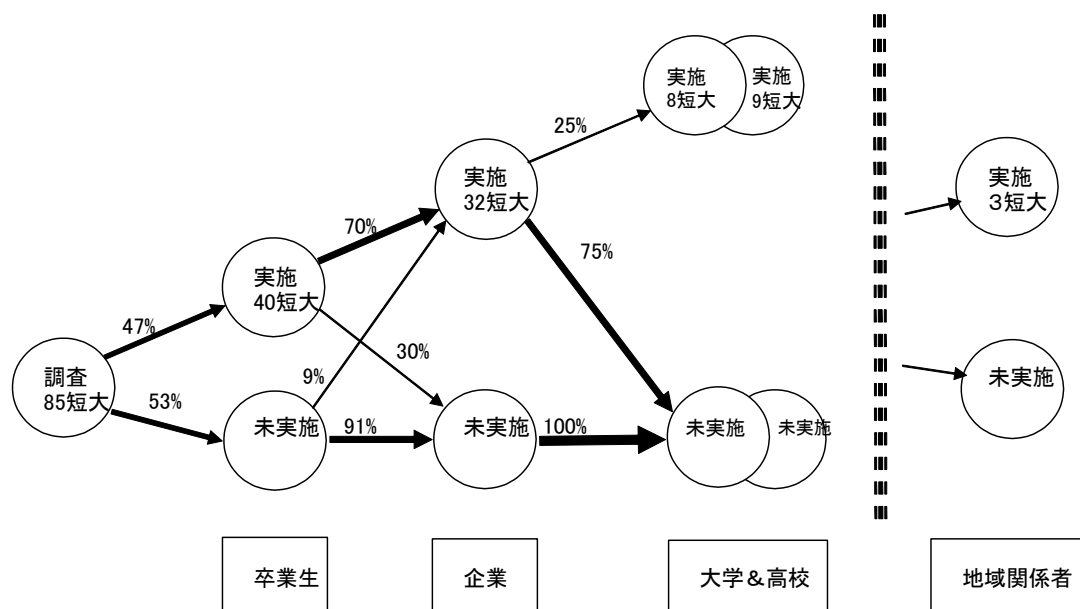 調査
85短大
47%
53%
実施
40短大
未実施
70%
30%
9%
91%
実施
32短大
未実施
25%
75%
100%
実施
8短大
実施
9短大
未実施
未実施
実施
３短大
未実施
卒業生
企業
大学＆高校
地域関係者